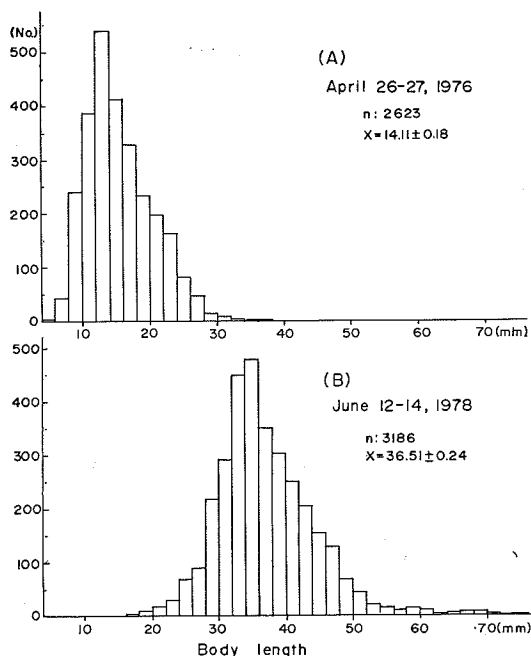 (No.)
500
400
300
200
100
0
(A)
April 26-27, 1976
n: 2623
X=14.11±0.18
10 20 30 40 50 60 70(mm)
500
400
300
200
100
0
(B)
June 12-14, 1978
n: 3186
X=36.51±0.24
10 20 30 40 50 60 70(mm)
Body length